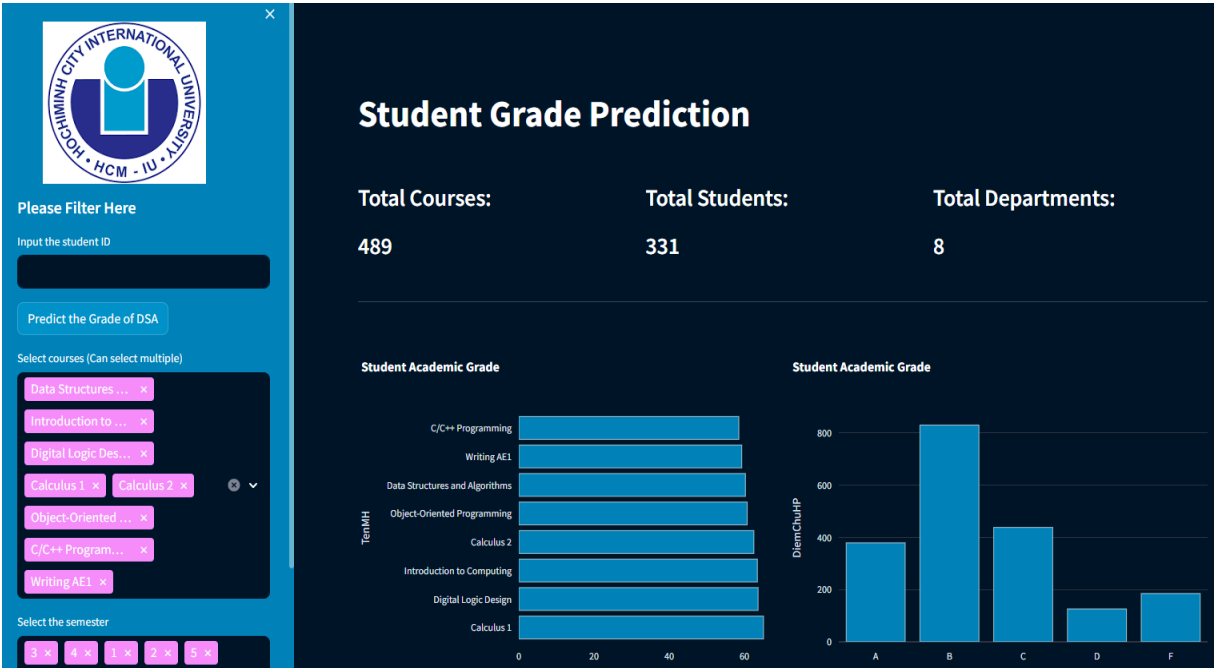 ×
HOCHIMINH CITY INTERNATIONAL UNIVERSITY
• HCM - IU •
Please Filter Here
Input the student ID
Predict the Grade of DSA
Select courses (Can select multiple)
Data Structures ... ×
Introduction to ... ×
Digital Logic Des... ×
Calculus 1 × Calculus 2 ×
Object-Oriented ... ×
C/C++ Program... ×
Writing AE1 ×
Select the semester
3 × 4 × 1 × 2 × 5 ×
Student Grade Prediction
Total Courses: Total Students: Total Departments:
489 331 8
Student Academic Grade
TenMH
C/C++ Programming
Writing AE1
Data Structures and Algorithms
Object-Oriented Programming
Calculus 2
Introduction to Computing
Digital Logic Design
Calculus 1
0 20 40 60
Student Academic Grade
DiemChuHP
800
600
400
200
0
A B C D F